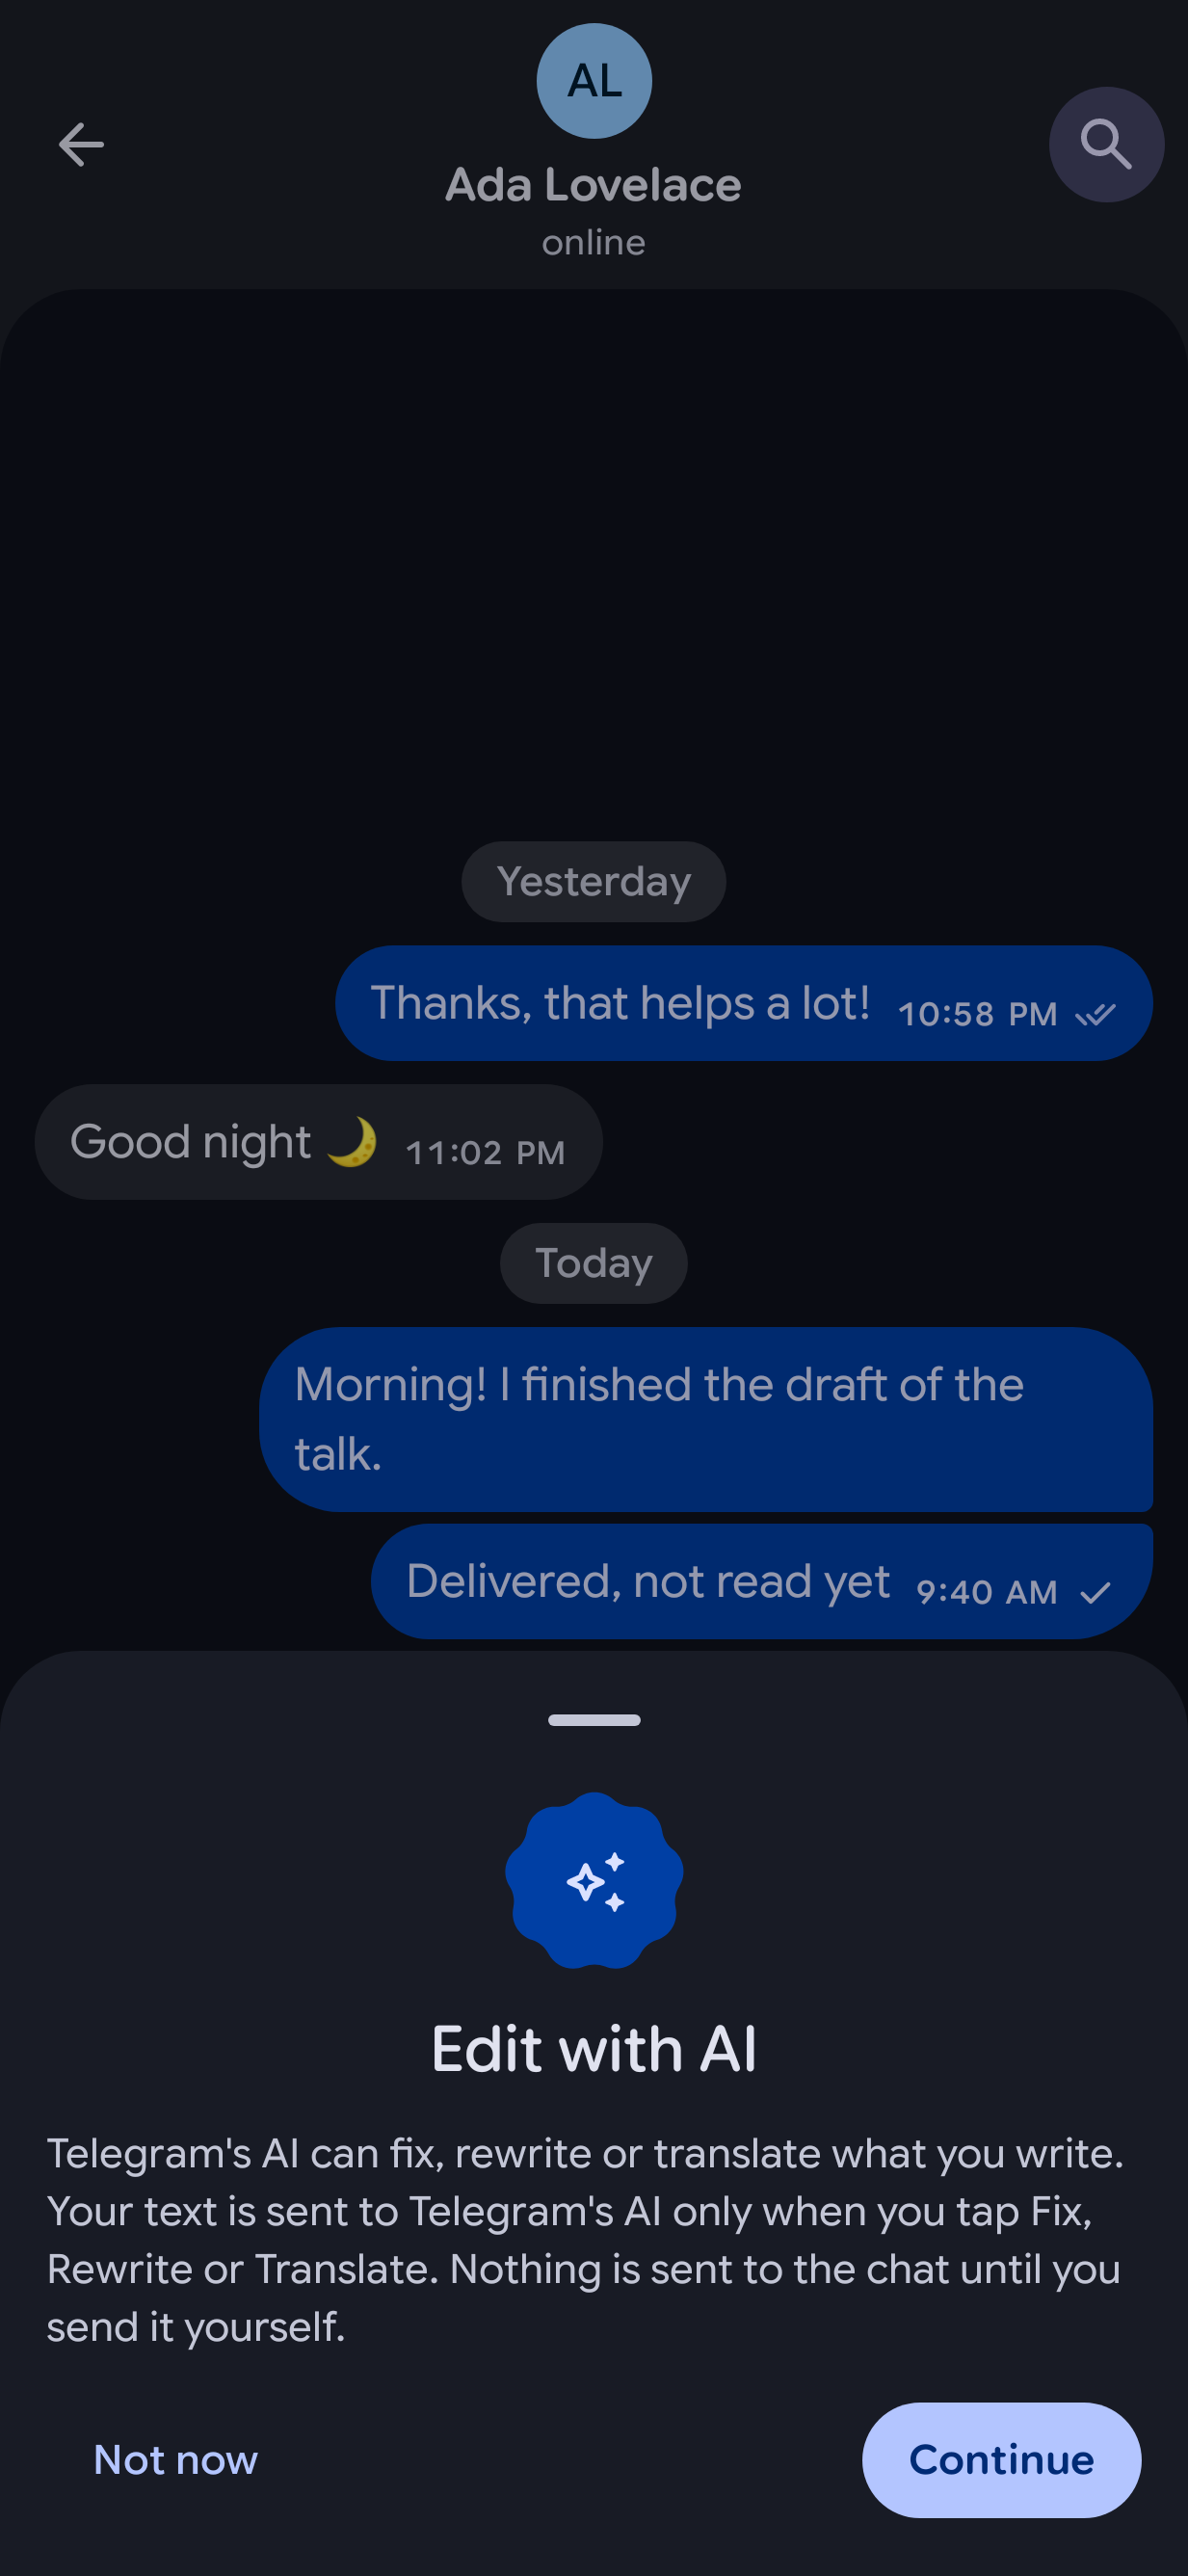 AL
Ada Lovelace
online
Yesterday
Thanks, that helps a lot! 10:58 PM
Good night 🌙 11:02 PM
Today
Morning! I finished the draft of the
talk.
Delivered, not read yet 9:40 AM
Edit with AI
Telegram's AI can fix, rewrite or translate what you write.
Your text is sent to Telegram's AI only when you tap Fix,
Rewrite or Translate. Nothing is sent to the chat until you
send it yourself.
Not now
Continue